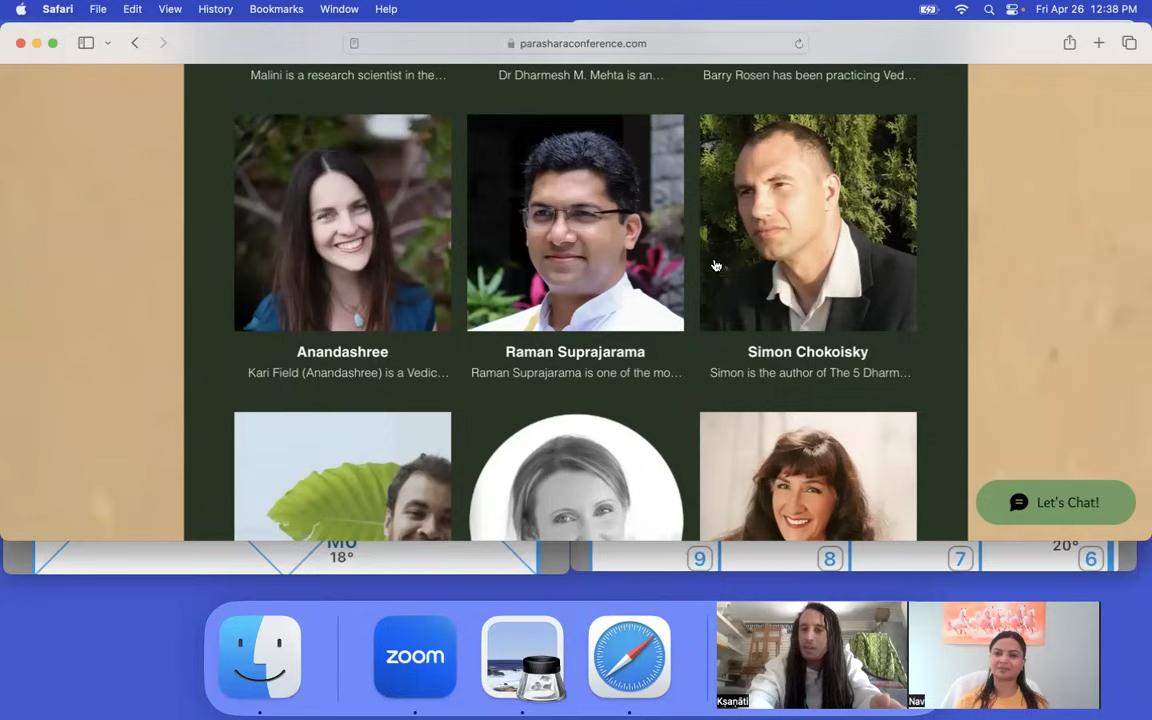 Safari File Edit View History Bookmarks Window Help Fri Apr 26 12:38 PM
parasharaconference.com
Malini is a research scientist in the...
Dr Dharmesh M. Mehta is an...
Barry Rosen has been practicing Ved...
Anandashree
Kari Field (Anandashree) is a Vedic...
Raman Suprajarama
Raman Suprajarama is one of the mo...
Simon Chokoisky
Simon is the author of The 5 Dharm...
Let's Chat!
Mo
18°
9
8
7
20°
6
zoom
Kṣaṇāti
Nav